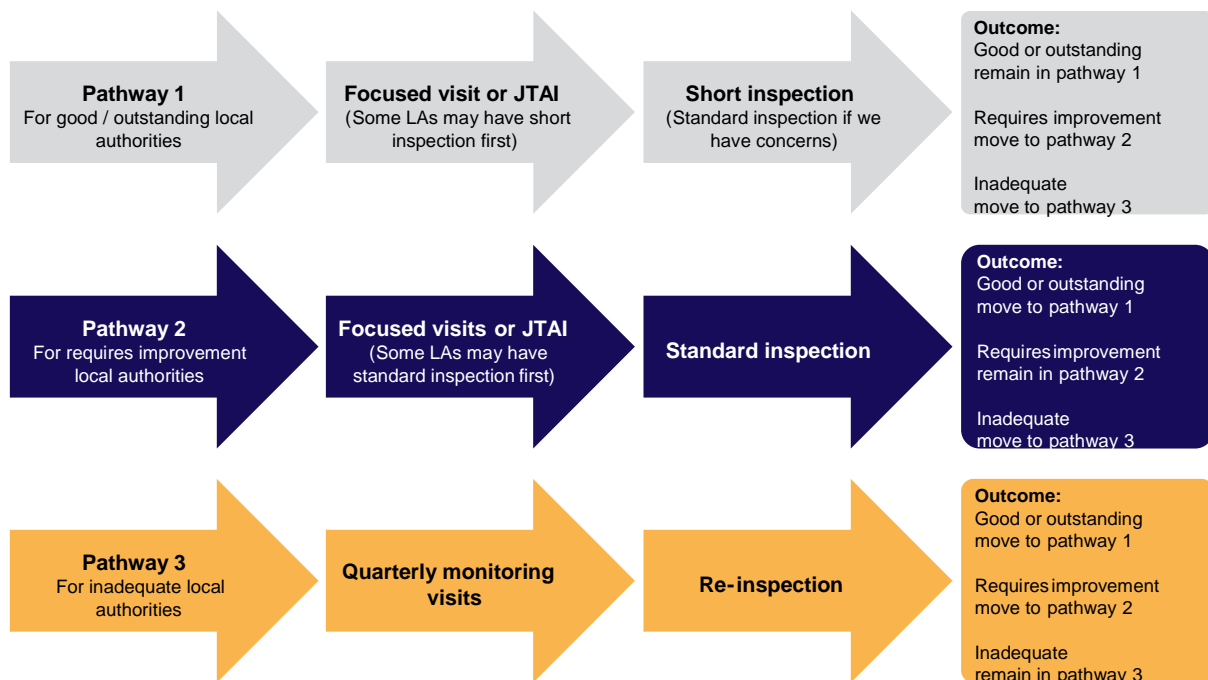 Pathway 1
For good / outstanding local
authorities
Focused visit or JTAI
(Some LAs may have short
inspection first)
Short inspection
(Standard inspection if we
have concerns)
Outcome:
Good or outstanding
remain in pathway 1
Requires improvement
move to pathway 2
Inadequate
move to pathway 3
Pathway 2
For requires improvement
local authorities
Focused visits or JTAI
(Some LAs may have
standard inspection first)
Standard inspection
Outcome:
Good or outstanding
move to pathway 1
Requires improvement
remain in pathway 2
Inadequate
move to pathway 3
Pathway 3
For inadequate local
authorities
Quarterly monitoring
visits
Re-inspection
Outcome:
Good or outstanding
move to pathway 1
Requires improvement
move to pathway 2
Inadequate
remain in pathway 3